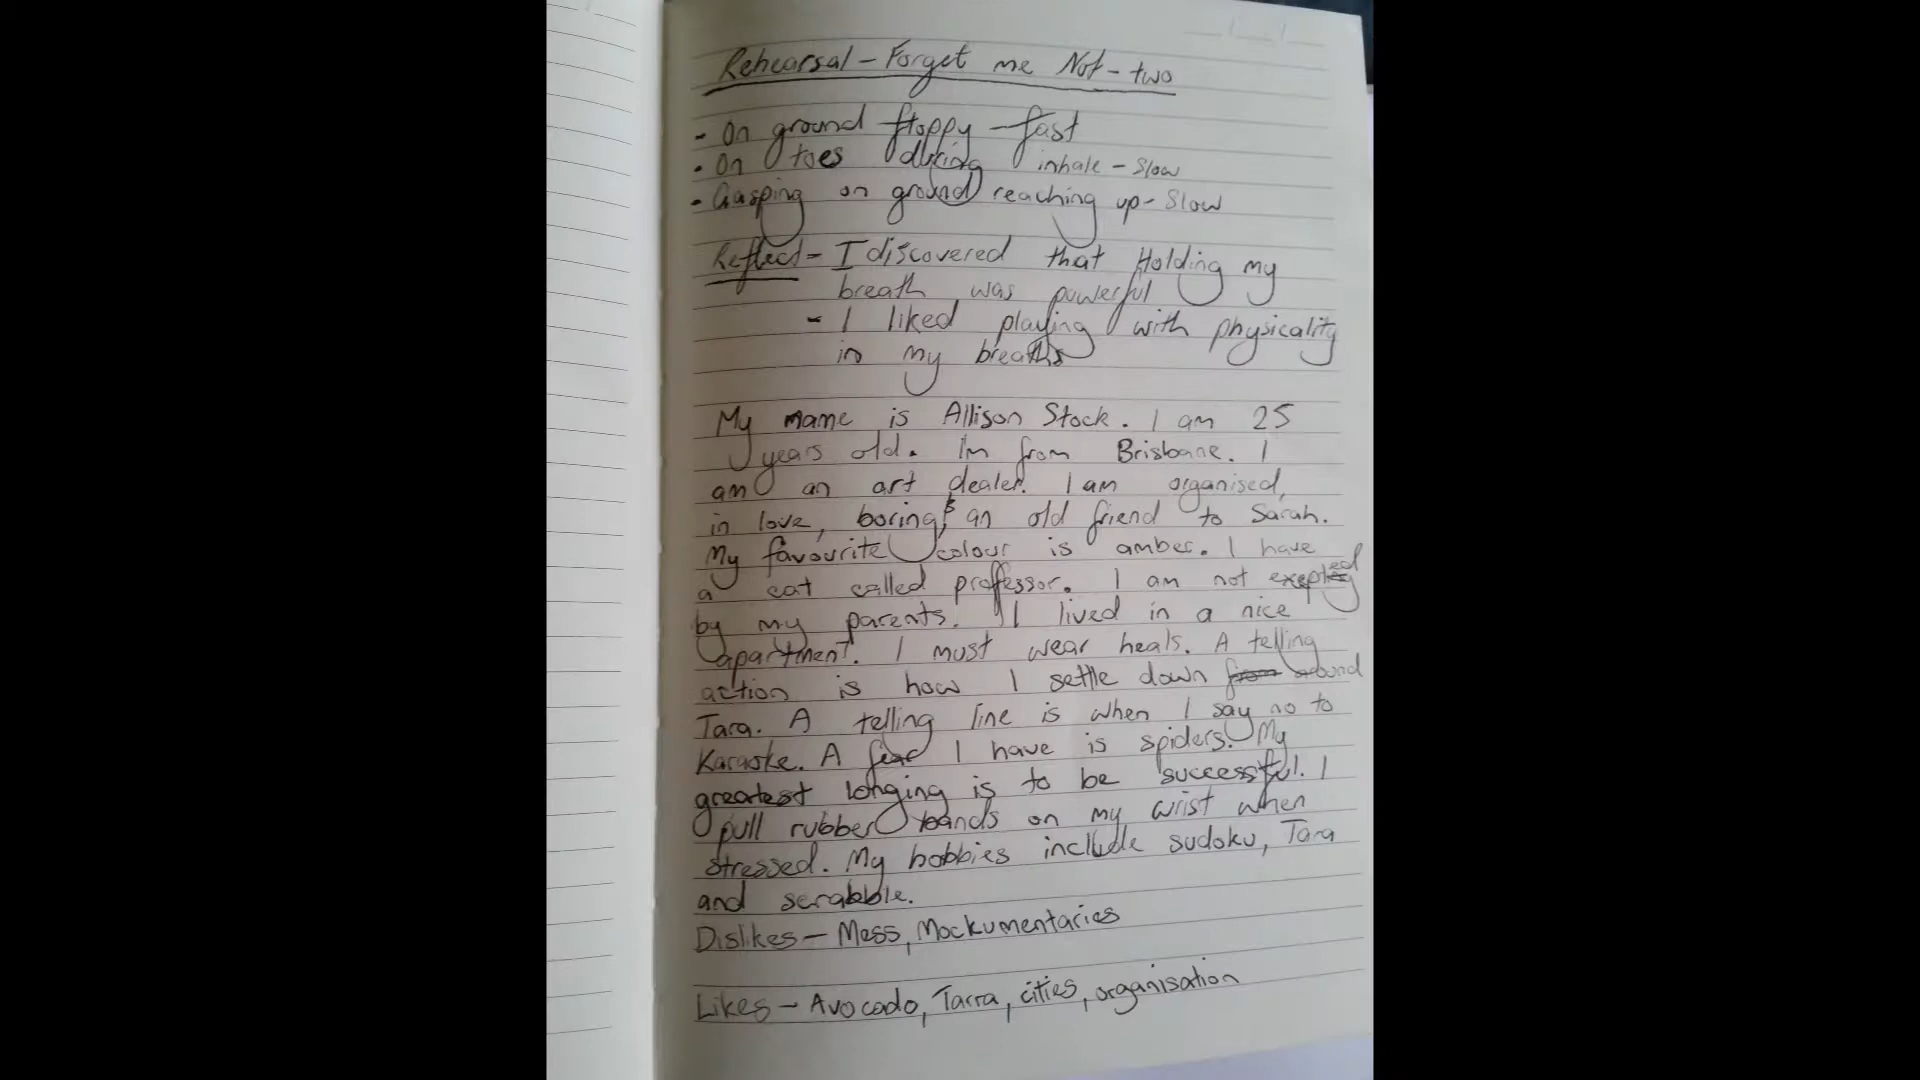 Rehearsal - Forget me Not - two
- On ground floppy - fast
- On toes during inhale - Slow
- Gasping on ground reaching up - Slow
Reflect - I discovered that Holding my
breath was powerful
- I liked playing with physicality
in my breaths
My name is Allison Stock. I am 25
years old. I'm from Brisbane. I
am an art dealer. I am organised,
in love, boring & an old friend to Sarah.
My favourite colour is amber. I have
a cat called proffessor. I am not exepted
by my parents. I lived in a nice
apartment. I must wear heals. A telling
action is how I settle down from around
Tara. A telling line is when I say no to
Karaoke. A fear I have is spiders. My
greatest longing is to be successful. I
pull rubber bands on my wrist when
stressed. My hobbies include sudoku, Tara
and scrabble.
Dislikes - Mess, Mockumentaries
Likes - Avocado, Tarra, cities, organisation